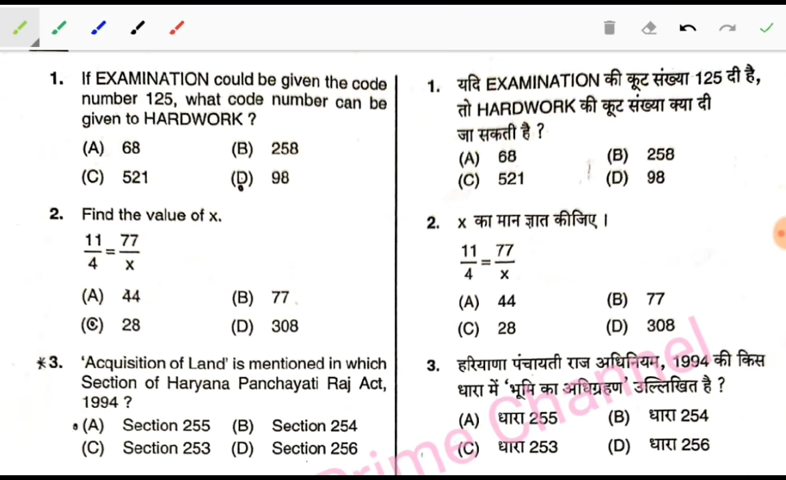 1. If EXAMINATION could be given the code
number 125, what code number can be
given to HARDWORK ?
(A) 68 (B) 258
(C) 521 (D) 98
2. Find the value of x.
11/4 = 77/x
(A) 44 (B) 77
(C) 28 (D) 308
*3. 'Acquisition of Land' is mentioned in which
Section of Haryana Panchayati Raj Act,
1994 ?
(A) Section 255 (B) Section 254
(C) Section 253 (D) Section 256
1. यदि EXAMINATION की कूट संख्या 125 दी है,
तो HARDWORK की कूट संख्या क्या दी
जा सकती है ?
(A) 68 (B) 258
(C) 521 (D) 98
2. x का मान ज्ञात कीजिए ।
11/4 = 77/x
(A) 44 (B) 77
(C) 28 (D) 308
3. हरियाणा पंचायती राज अधिनियम, 1994 की किस
धारा में 'भूमि का अधिग्रहण' उल्लिखित है ?
(A) धारा 255 (B) धारा 254
(C) धारा 253 (D) धारा 256
Prime Channel